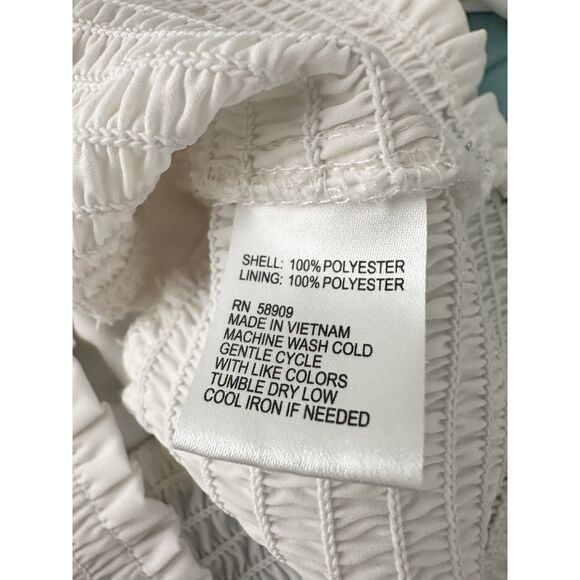 SHELL: 100% POLYESTER
LINING: 100% POLYESTER
RN 58909
MADE IN VIETNAM
MACHINE WASH COLD
GENTLE CYCLE
WITH LIKE COLORS
TUMBLE DRY LOW
COOL IRON IF NEEDED